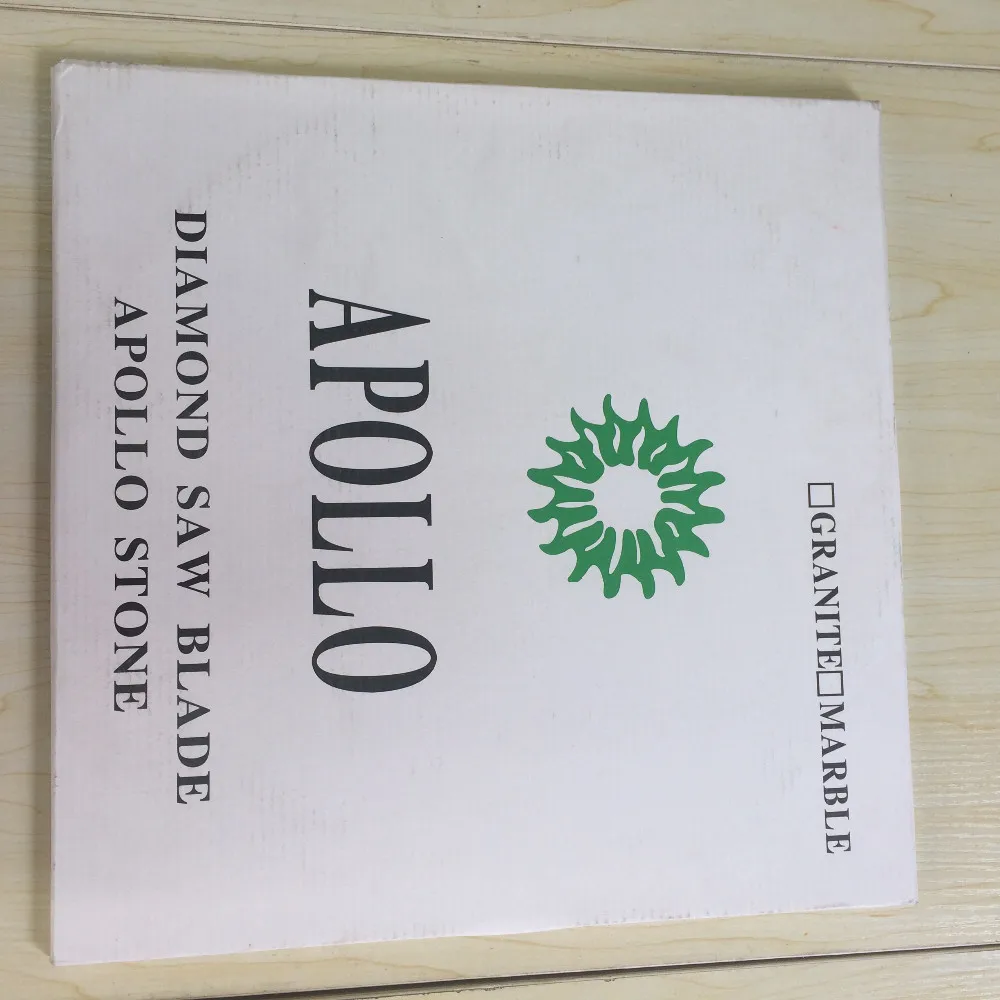 □GRANITE□MARBLE
APOLLO
DIAMOND SAW BLADE
APOLLO STONE